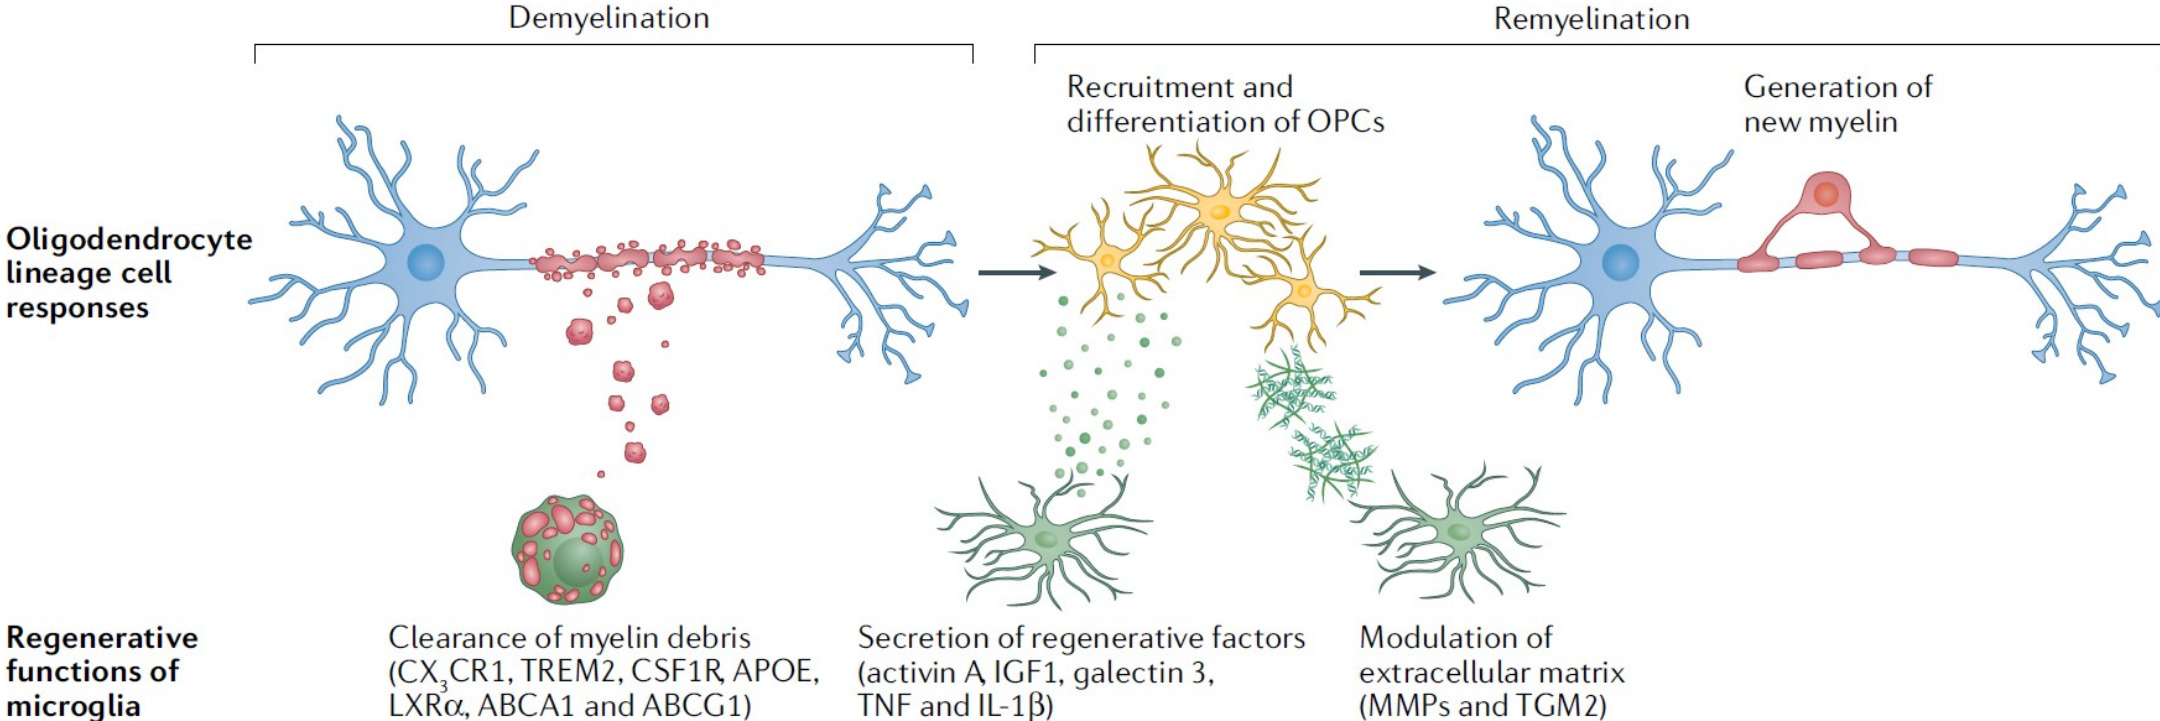 Demyelination
Remyelination
Recruitment and
differentiation of OPCs
Generation of
new myelin
Oligodendrocyte
lineage cell
responses
Regenerative
functions of
microglia
Clearance of myelin debris
(CX₃CR1, TREM2, CSF1R, APOE,
LXRα, ABCA1 and ABCG1)
Secretion of regenerative factors
(activin A, IGF1, galectin 3,
TNF and IL-1β)
Modulation of
extracellular matrix
(MMPs and TGM2)